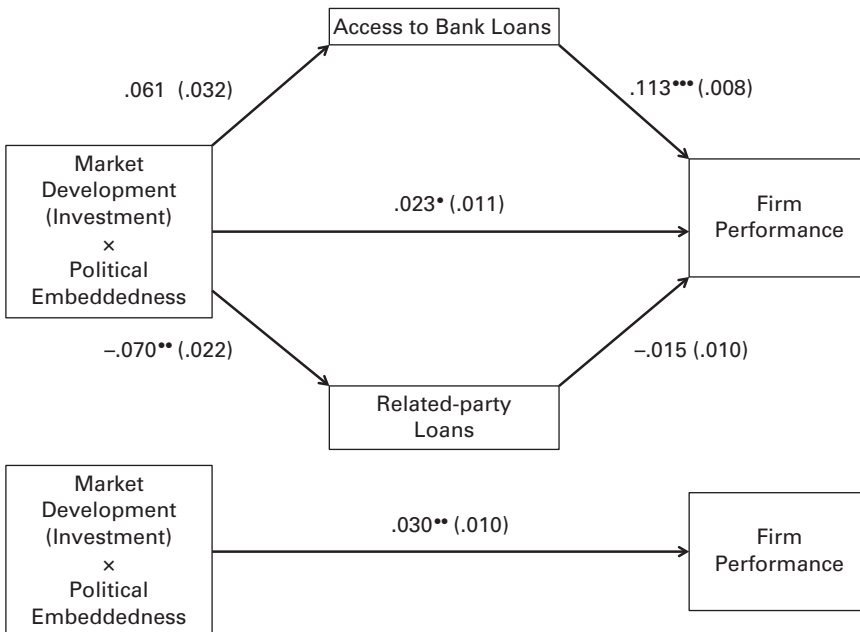 Access to Bank Loans
.061 (.032)
.113••• (.008)
Market
Development
(Investment)
×
Political
Embeddedness
.023• (.011)
Firm
Performance
–.070•• (.022)
–.015 (.010)
Related-party
Loans
Market
Development
(Investment)
×
Political
Embeddedness
.030•• (.010)
Firm
Performance